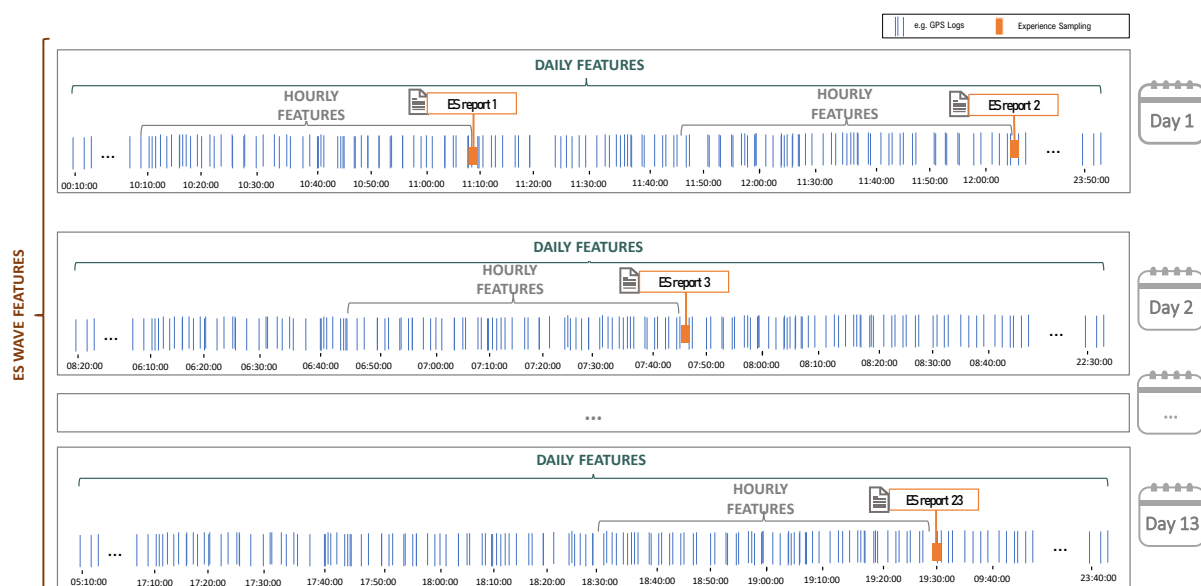 e.g. GPS Logs
Experience Sampling
ES WAVE FEATURES
DAILY FEATURES
HOURLY
FEATURES
ES report 1
HOURLY
FEATURES
ES report 2
Day 1
...
...
00:10:00 10:10:00 10:20:00 10:30:00 10:40:00 10:50:00 11:00:00 11:10:00 11:20:00 11:30:00 11:40:00 11:50:00 12:00:00 11:30:00 11:40:00 11:50:00 12:00:00 23:50:00
DAILY FEATURES
HOURLY
FEATURES
ES report 3
Day 2
...
...
08:20:00 06:10:00 06:20:00 06:30:00 06:40:00 06:50:00 07:00:00 07:10:00 07:20:00 07:30:00 07:40:00 07:50:00 08:00:00 08:10:00 08:20:00 08:30:00 08:40:00 22:30:00
...
...
DAILY FEATURES
HOURLY
FEATURES
ES report 23
Day 13
...
...
05:10:00 17:10:00 17:20:00 17:30:00 17:40:00 17:50:00 18:00:00 18:10:00 18:20:00 18:30:00 18:40:00 18:50:00 19:00:00 19:10:00 19:20:00 19:30:00 09:40:00 23:40:00